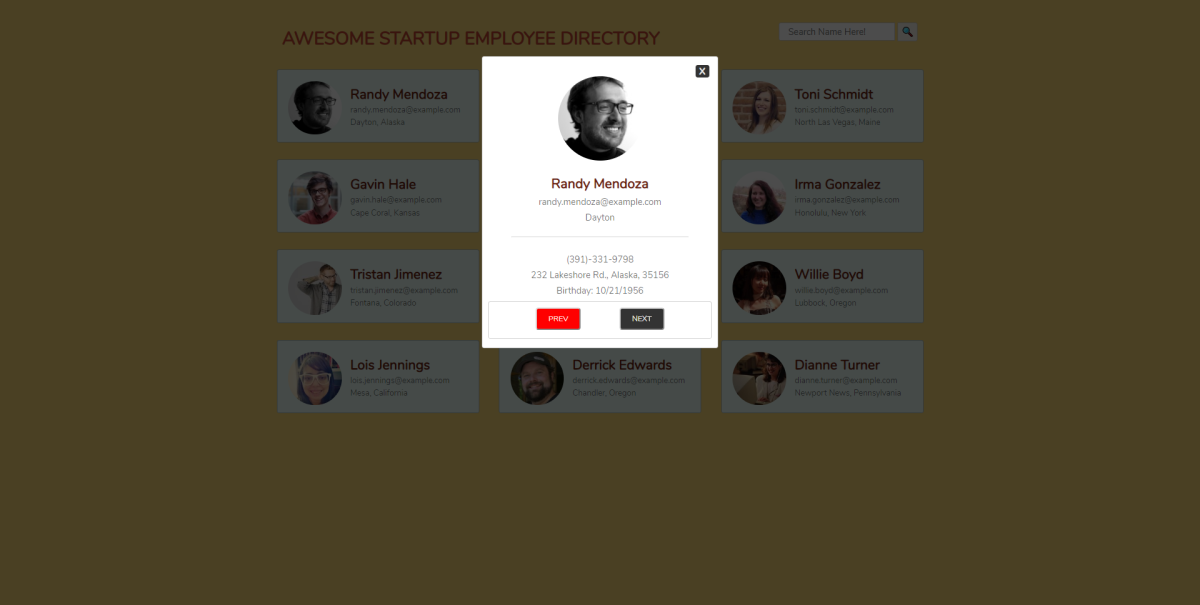 AWESOME STARTUP EMPLOYEE DIRECTORY
Search Name Here!
X
Randy Mendoza
randy.mendoza@example.com
Dayton, Alaska
Randy Mendoza
randy.mendoza@example.com
Dayton
(391)-331-9798
232 Lakeshore Rd., Alaska, 35156
Birthday: 10/21/1956
PREV
NEXT
Toni Schmidt
toni.schmidt@example.com
North Las Vegas, Maine
Gavin Hale
gavin.hale@example.com
Cape Coral, Kansas
Irma Gonzalez
irma.gonzalez@example.com
Honolulu, New York
Tristan Jimenez
tristan.jimenez@example.com
Fontana, Colorado
Willie Boyd
willie.boyd@example.com
Lubbock, Oregon
Lois Jennings
lois.jennings@example.com
Mesa, California
Derrick Edwards
derrick.edwards@example.com
Chandler, Oregon
Dianne Turner
dianne.turner@example.com
Newport News, Pennsylvania